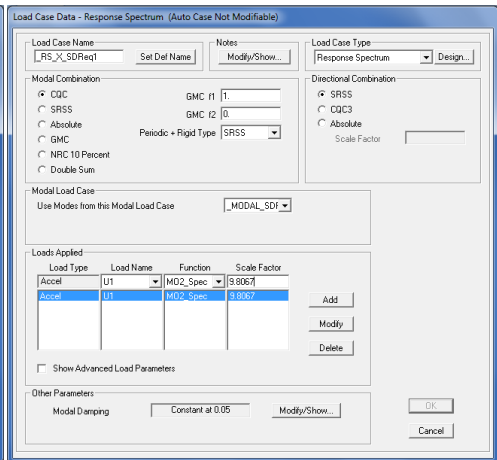 Load Case Data - Response Spectrum (Auto Case Not Modifiable)
Load Case Name
_RS_X_SDReq1
Set Def Name
Notes
Modify/Show...
Load Case Type
Response Spectrum
Design...
Modal Combination
CQC
SRSS
Absolute
GMC
NRC 10 Percent
Double Sum
GMC f1 1.
GMC f2 0.
Periodic + Rigid Type SRSS
Directional Combination
SRSS
CQC3
Absolute
Scale Factor
Modal Load Case
Use Modes from this Modal Load Case _MODAL_SDF
Loads Applied
Load Type Load Name Function Scale Factor
Accel U1 MO2_Spec 9.8067
Accel U1 MO2_Spec 9.8067
Add
Modify
Delete
Show Advanced Load Parameters
Other Parameters
Modal Damping Constant at 0.05 Modify/Show...
OK
Cancel